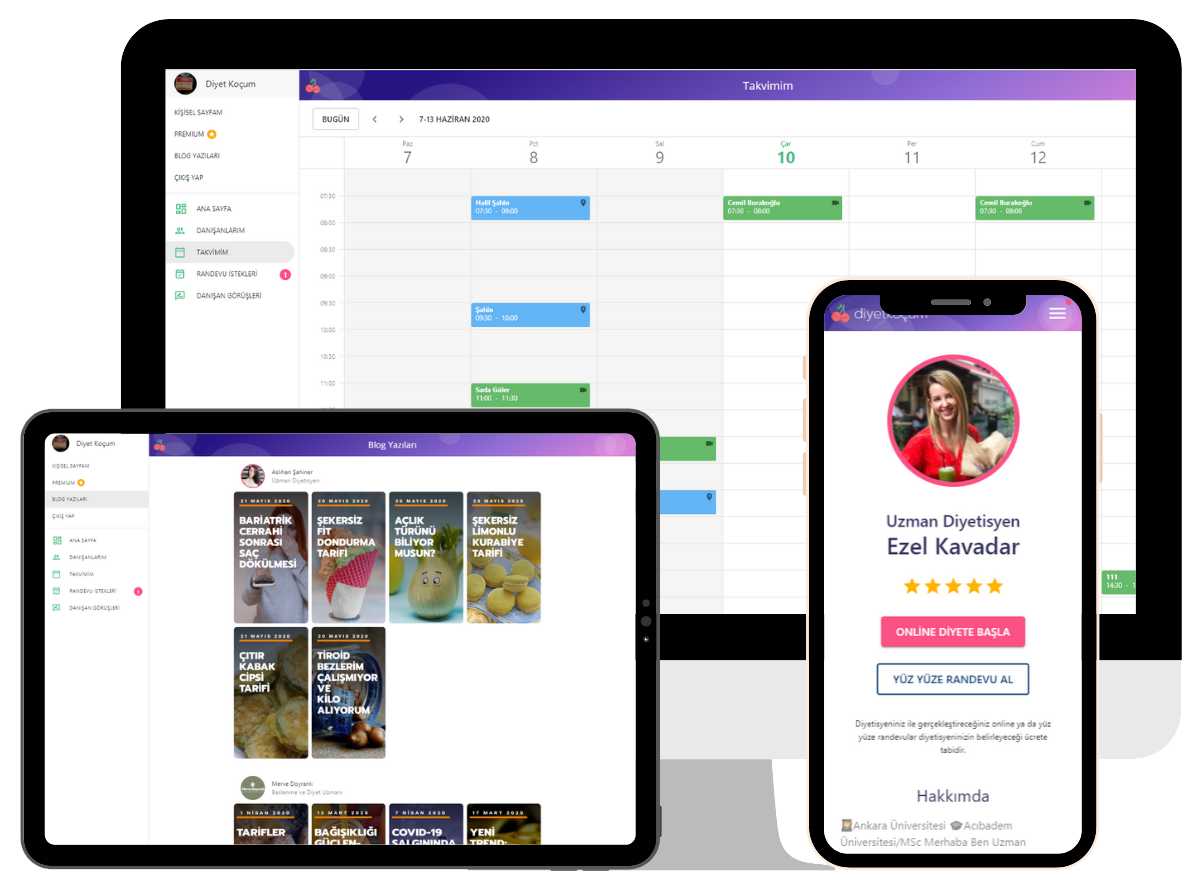 Diyet Koçum
Takvimim
KİŞİSEL SAYFAM
PREMIUM
BLOG YAZILARI
ÇIKIŞ YAP
ANA SAYFA
DANIŞANLARIM
TAKVİMİM
RANDEVU İSTEKLERİ
1
DANIŞAN GÖRÜŞLERİ
BUGÜN
7-13 HAZİRAN 2020
Paz
7
Pzt
8
Sal
9
Çar
10
Per
11
Cum
12
07:30
08:00
08:30
09:00
09:30
10:00
10:30
11:00
Halil Şahin
07:30 - 08:00
Cemil Burakoğlu
07:30 - 08:00
Cemil Burakoğlu
07:30 - 08:00
Şahin
09:30 - 10:00
Sada Güler
11:00 - 11:30
111
14:30 - 1
Diyet Koçum
Blog Yazıları
KİŞİSEL SAYFAM
PREMIUM
BLOG YAZILARI
ÇIKIŞ YAP
ANA SAYFA
DANIŞANLARIM
TAKVİMİM
RANDEVU İSTEKLERİ
1
DANIŞAN GÖRÜŞLERİ
Aslıhan Şahiner
Uzman Diyetisyen
21 MAYIS 2020
BARİATRİK
CERRAHİ
SONRASI
SAÇ
DÖKÜLMESİ
20 MAYIS 2020
ŞEKERSİZ
FİT
DONDURMA
TARİFİ
20 MAYIS 2020
AÇLIK
TÜRÜNÜ
BİLİYOR
MUSUN?
20 MAYIS 2020
ŞEKERSİZ
LİMONLU
KURABİYE
TARİFİ
21 MAYIS 2020
ÇITIR
KABAK
CİPSİ
TARİFİ
20 MAYIS 2020
TİROİD
BEZLERİM
ÇALIŞMIYOR
VE
KİLO
ALIYORUM
Merve Doyranlı
Beslenme ve Diyet Uzmanı
1 NİSAN 2020
TARİFLER
12 MART 2020
BAĞIŞIKLIĞI
GÜÇLEN-
7 NİSAN 2020
COVID-19
SALGININDA
17 MART 2020
YENİ
TREND:
diyetkoçum
Uzman Diyetisyen
Ezel Kavadar
ONLİNE DİYETE BAŞLA
YÜZ YÜZE RANDEVU AL
Diyetisyeniniz ile gerçekleştireceğiniz online ya da yüz
yüze randevular diyetisyeninizin belirleyeceği ücrete
tabidir.
Hakkımda
Ankara Üniversitesi Acıbadem
Üniversitesi/MSc Merhaba Ben Uzman